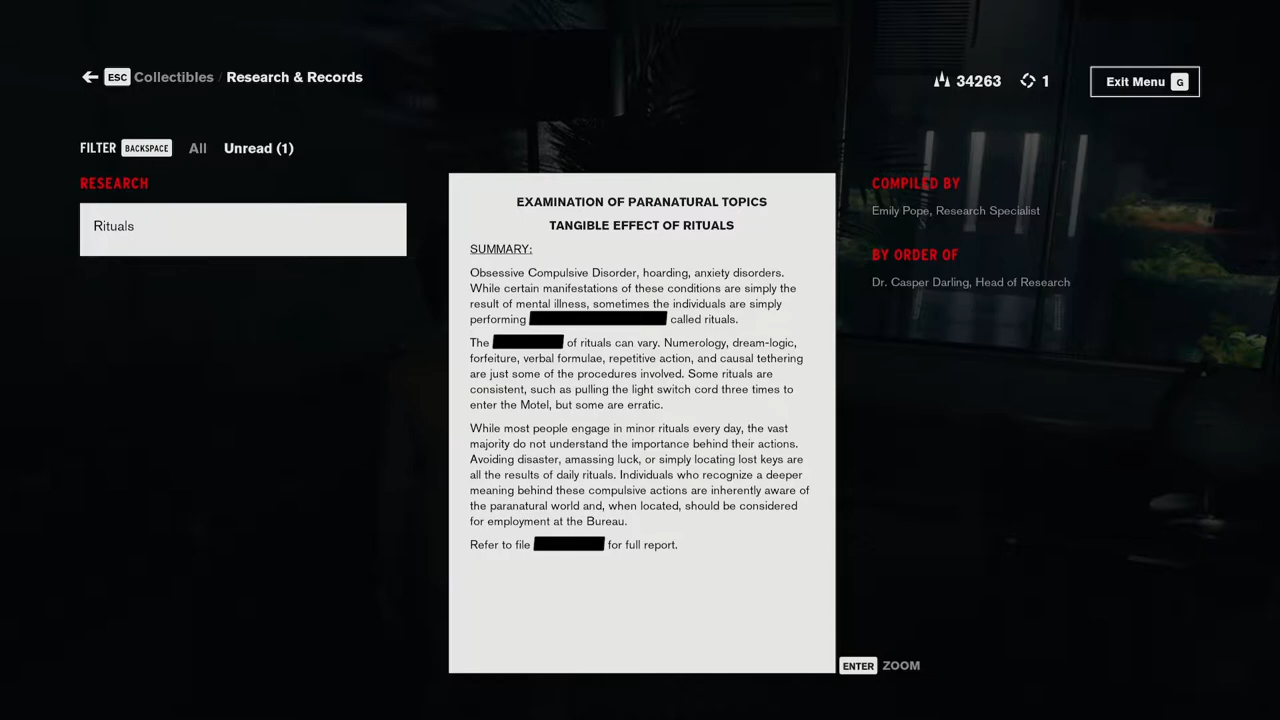 ESC Collectibles / Research & Records
34263
1
Exit Menu G
FILTER BACKSPACE All Unread (1)
RESEARCH
Rituals
EXAMINATION OF PARANATURAL TOPICS
TANGIBLE EFFECT OF RITUALS
SUMMARY:
Obsessive Compulsive Disorder, hoarding, anxiety disorders.
While certain manifestations of these conditions are simply the
result of mental illness, sometimes the individuals are simply
performing called rituals.
The of rituals can vary. Numerology, dream-logic,
forfeiture, verbal formulae, repetitive action, and causal tethering
are just some of the procedures involved. Some rituals are
consistent, such as pulling the light switch cord three times to
enter the Motel, but some are erratic.
While most people engage in minor rituals every day, the vast
majority do not understand the importance behind their actions.
Avoiding disaster, amassing luck, or simply locating lost keys are
all the results of daily rituals. Individuals who recognize a deeper
meaning behind these compulsive actions are inherently aware of
the paranatural world and, when located, should be considered
for employment at the Bureau.
Refer to file for full report.
COMPILED BY
Emily Pope, Research Specialist
BY ORDER OF
Dr. Casper Darling, Head of Research
ENTER ZOOM